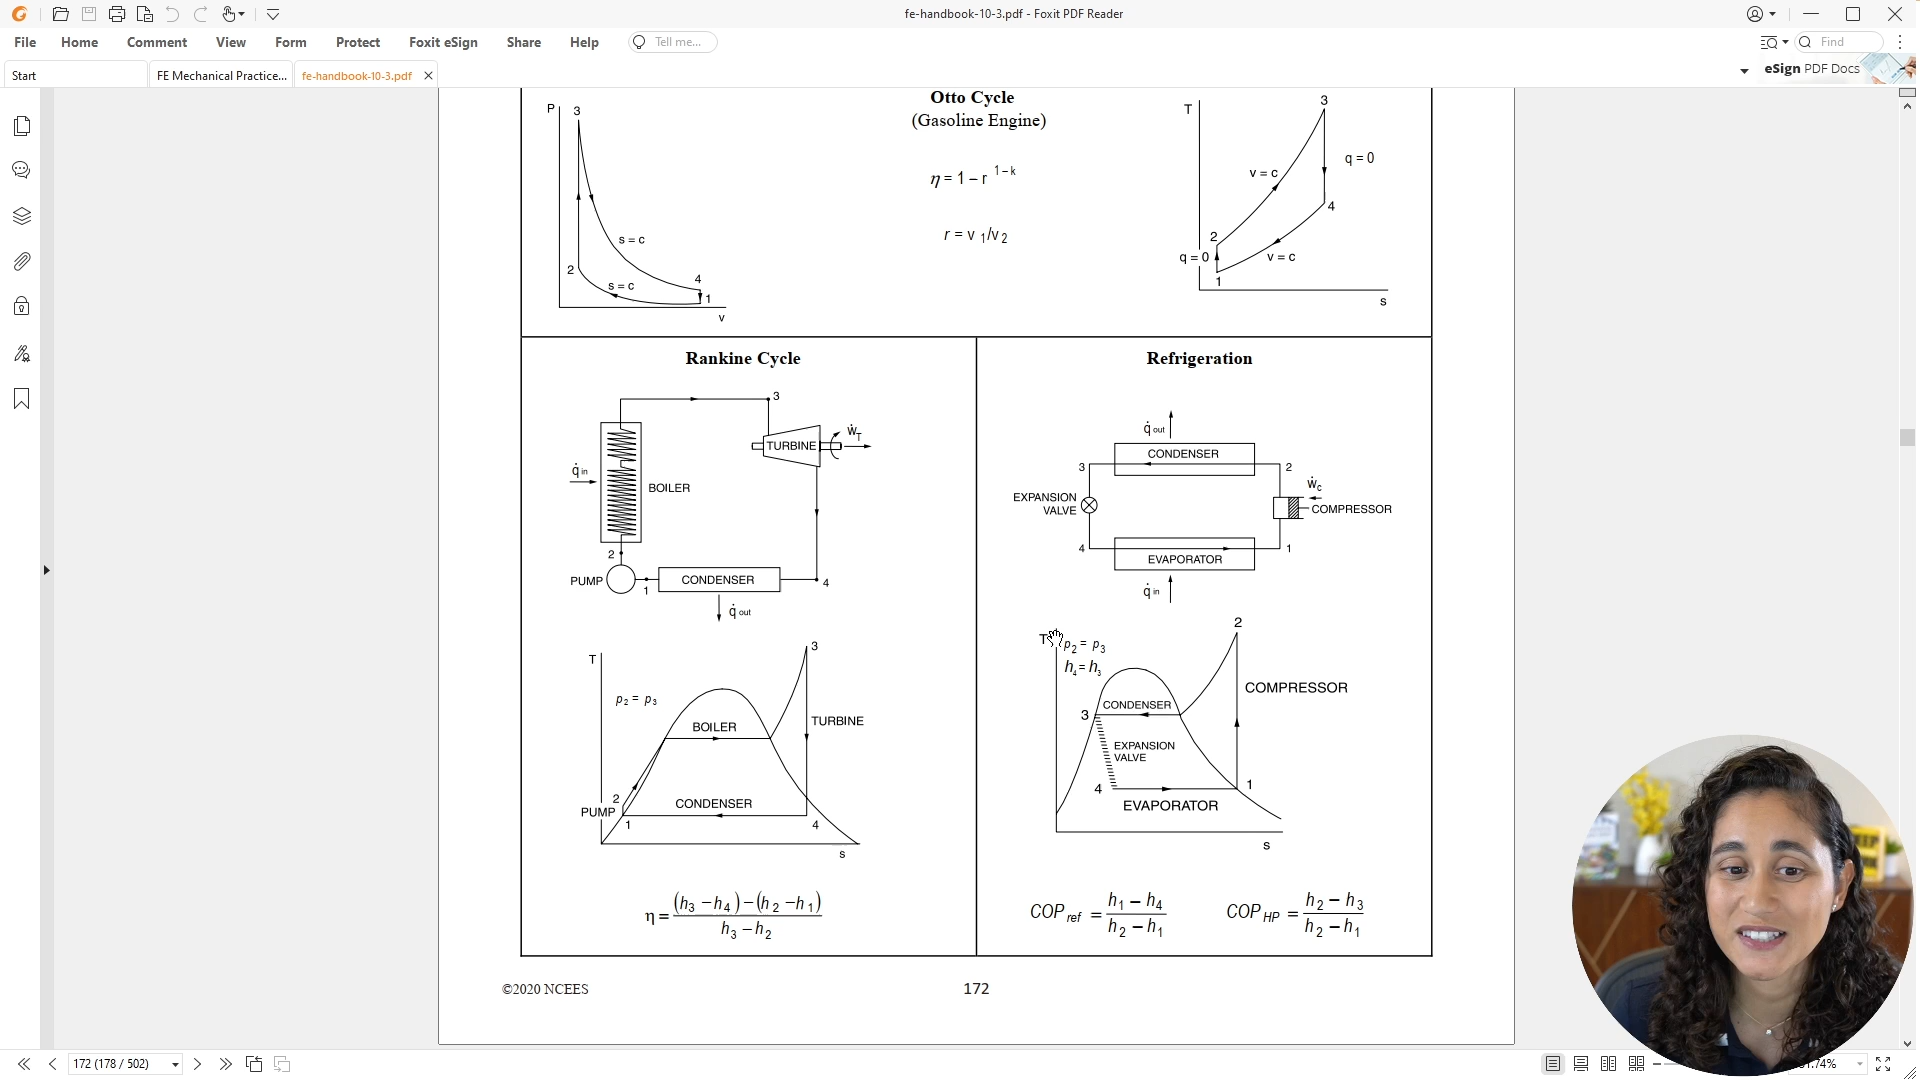 fe-handbook-10-3.pdf - Foxit PDF Reader
File Home Comment View Form Protect Foxit eSign Share Help Tell me... Find
Start FE Mechanical Practice... fe-handbook-10-3.pdf eSign PDF Docs
Otto Cycle
(Gasoline Engine)
P 3
s = c
2
s = c
4
1
v
η = 1 – r 1 – k
r = v 1/v2
T 3
q = 0
v = c
4
2
q = 0
v = c
1
s
Rankine Cycle
3
TURBINE
ẇT
q̇ in
BOILER
2
PUMP
1
CONDENSER
4
q̇ out
T 3
p2 = p3
BOILER
TURBINE
2
CONDENSER
PUMP
1
4
s
η = (h3 – h4) – (h2 – h1)
h3 – h2
Refrigeration
q̇ out
CONDENSER
3 2
ẇc
EXPANSION
VALVE
COMPRESSOR
4 1
EVAPORATOR
q̇ in
2
T p2 = p3
h4 = h3
COMPRESSOR
CONDENSER
3
EXPANSION
VALVE
4 1
EVAPORATOR
s
COP ref = h1 – h4
h2 – h1
COP HP = h2 – h3
h2 – h1
©2020 NCEES 172
172 (178 / 502)